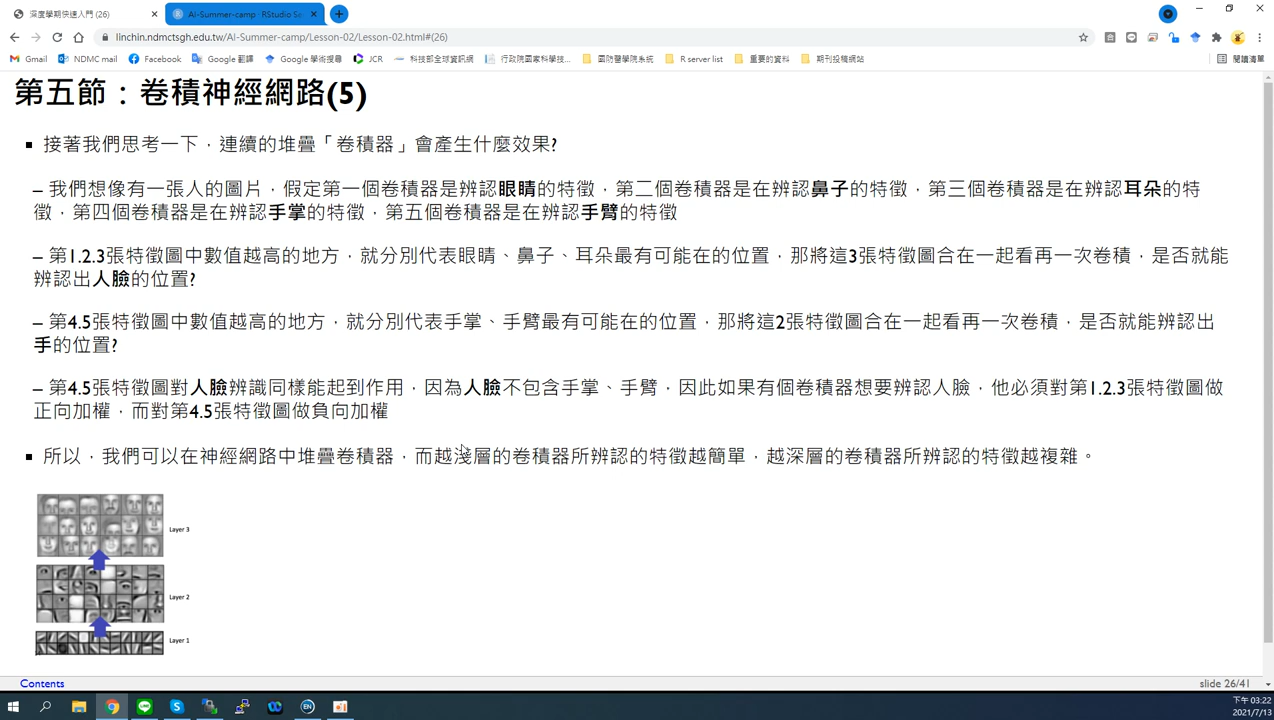 深度學期快速入門 (26)
AI-Summer-camp - RStudio Se
linchin.ndmctsgh.edu.tw/AI-Summer-camp/Lesson-02/Lesson-02.html#(26)
Gmail
NDMC mail
Facebook
Google 翻譯
Google 學術搜尋
JCR
科技部全球資訊網
行政院國家科學技...
國防醫學院系統
R server list
重要的資料
期刊投稿網站
閱讀清單
第五節：卷積神經網路(5)
接著我們思考一下，連續的堆疊「卷積器」會產生什麼效果?
– 我們想像有一張人的圖片，假定第一個卷積器是辨認眼睛的特徵，第二個卷積器是在辨認鼻子的特徵，第三個卷積器是在辨認耳朵的特
徵，第四個卷積器是在辨認手掌的特徵，第五個卷積器是在辨認手臂的特徵
– 第1.2.3張特徵圖中數值越高的地方，就分別代表眼睛、鼻子、耳朵最有可能在的位置，那將這3張特徵圖合在一起看再一次卷積，是否就能
辨認出人臉的位置?
– 第4.5張特徵圖中數值越高的地方，就分別代表手掌、手臂最有可能在的位置，那將這2張特徵圖合在一起看再一次卷積，是否就能辨認出
手的位置?
– 第4.5張特徵圖對人臉辨識同樣能起到作用，因為人臉不包含手掌、手臂，因此如果有個卷積器想要辨認人臉，他必須對第1.2.3張特徵圖做
正向加權，而對第4.5張特徵圖做負向加權
所以，我們可以在神經網路中堆疊卷積器，而越淺層的卷積器所辨認的特徵越簡單，越深層的卷積器所辨認的特徵越複雜。
Layer 3
Layer 2
Layer 1
Contents
slide 26/41
EN
下午 03:22
2021/7/13